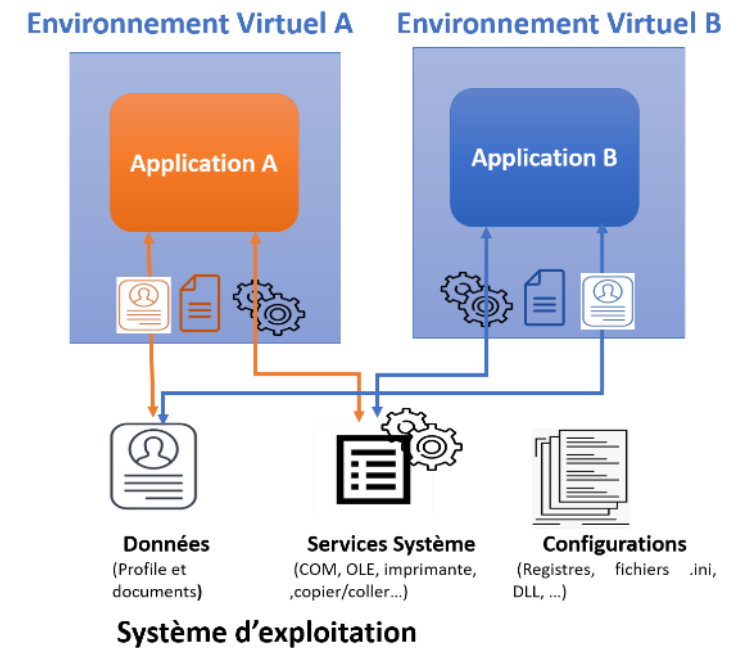 Environnement Virtuel A
Environnement Virtuel B
Application A
Application B
Données
(Profile et
documents)
Services Système
(COM, OLE, imprimante,
,copier/coller…)
Configurations
(Registres, fichiers .ini,
DLL, …)
Système d’exploitation